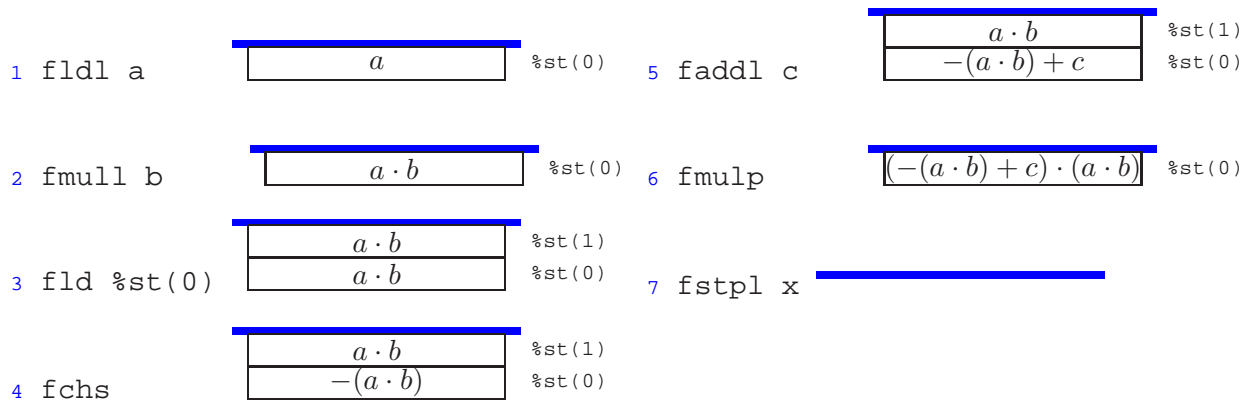 a
1 fldl a %st(0)
2 fmull b a · b %st(0)
a · b %st(1)
3 fld %st(0) a · b %st(0)
a · b %st(1)
4 fchs −(a · b) %st(0)
a · b %st(1)
5 faddl c −(a · b) + c %st(0)
6 fmulp (−(a · b) + c) · (a · b) %st(0)
7 fstpl x